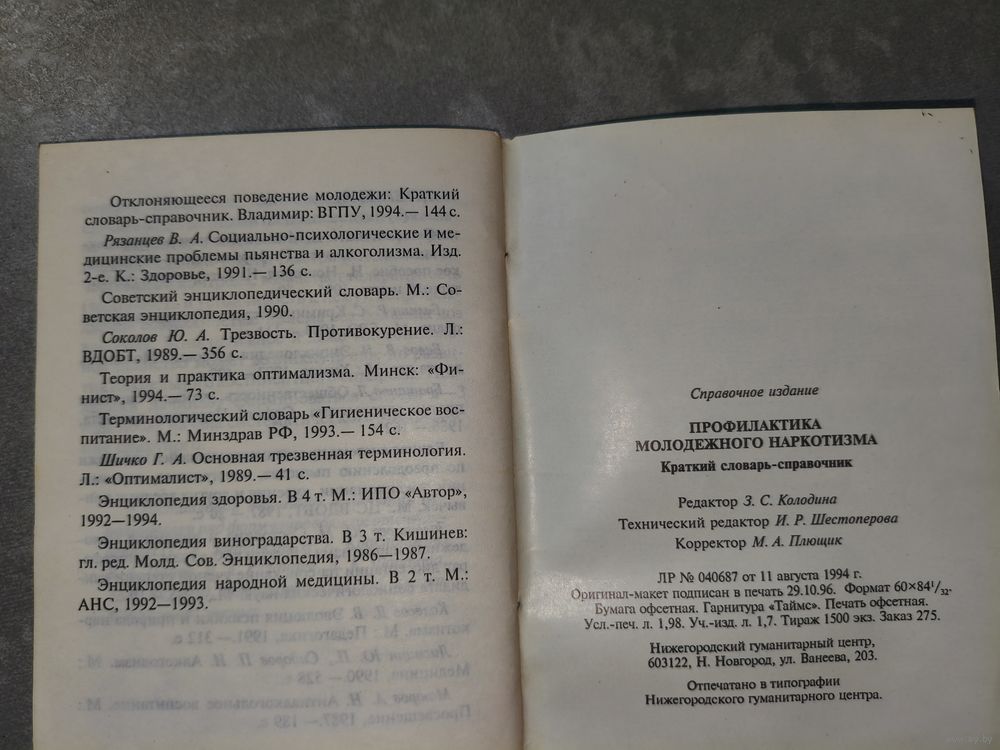 Отклоняющееся поведение молодежи: Краткий
словарь-справочник. Владимир: ВГПУ, 1994.— 144 с.
Рязанцев В. А. Социально-психологические и ме-
дицинские проблемы пьянства и алкоголизма. Изд.
2-е. К.: Здоровье, 1991.— 136 с.
Советский энциклопедический словарь. М.: Со-
ветская энциклопедия, 1990.
Соколов Ю. А. Трезвость. Противокурение. Л.:
ВДОБТ, 1989.— 356 с.
Теория и практика оптимализма. Минск: «Фи-
нист», 1994.— 73 с.
Терминологический словарь «Гигиеническое вос-
питание». М.: Минздрав РФ, 1993.— 154 с.
Шичко Г. А. Основная трезвенная терминология.
Л.: «Оптималист», 1989.— 41 с.
Энциклопедия здоровья. В 4 т. М.: ИПО «Автор»,
1992—1994.
Энциклопедия виноградарства. В 3 т. Кишинев:
гл. ред. Молд. Сов. Энциклопедия, 1986—1987.
Энциклопедия народной медицины. В 2 т. М.:
АНС, 1992—1993.
Справочное издание
ПРОФИЛАКТИКА
МОЛОДЕЖНОГО НАРКОТИЗМА
Краткий словарь-справочник
Редактор З. С. Колодина
Технический редактор И. Р. Шестоперова
Корректор М. А. Плющик
ЛР № 040687 от 11 августа 1994 г.
Оригинал-макет подписан в печать 29.10.96. Формат 60×84¹/₃₂.
Бумага офсетная. Гарнитура «Таймс». Печать офсетная.
Усл.-печ. л. 1,98. Уч.-изд. л. 1,7. Тираж 1500 экз. Заказ 275.
Нижегородский гуманитарный центр,
603122, Н. Новгород, ул. Ванеева, 203.
Отпечатано в типографии
Нижегородского гуманитарного центра.